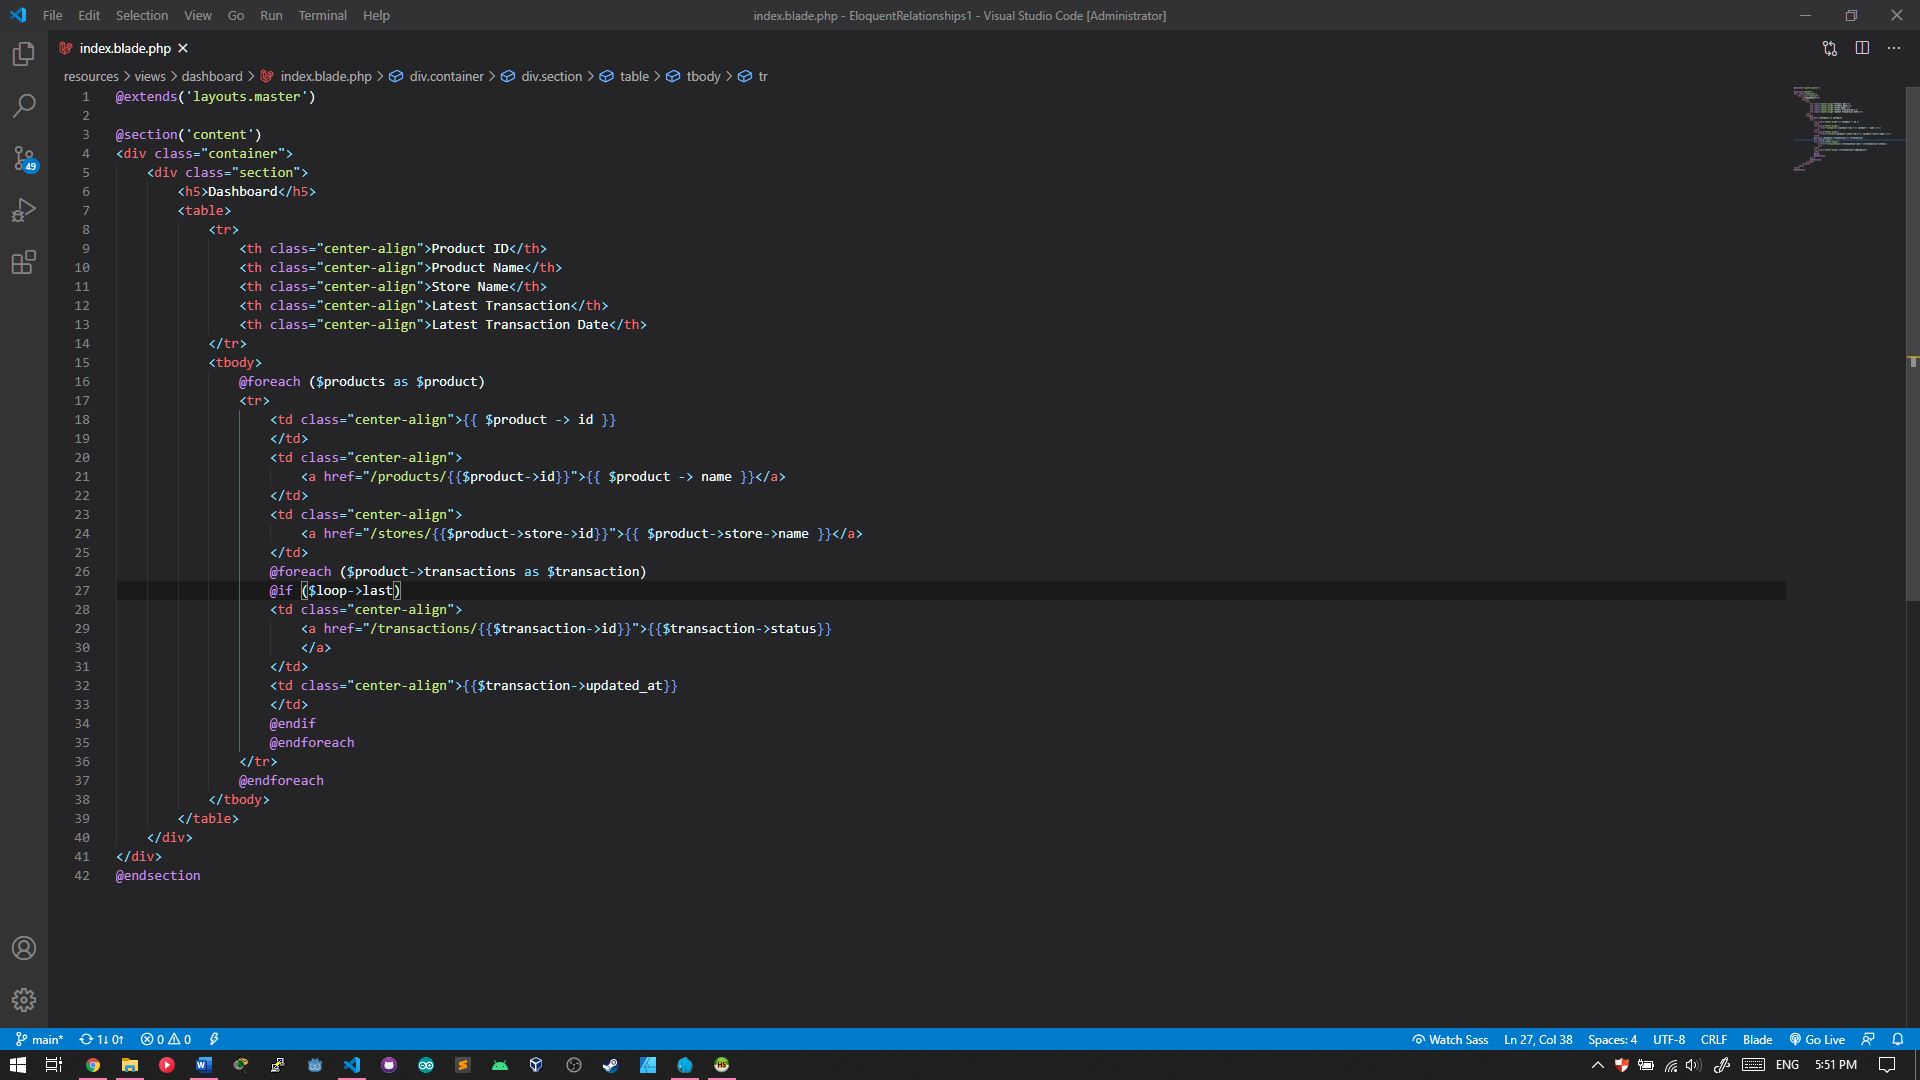 File Edit Selection View Go Run Terminal Help
index.blade.php - EloquentRelationships1 - Visual Studio Code [Administrator]
index.blade.php
resources > views > dashboard > index.blade.php > div.container > div.section > table > tbody > tr
1 @extends('layouts.master')
2
3 @section('content')
4 <div class="container">
5 <div class="section">
6 <h5>Dashboard</h5>
7 <table>
8 <tr>
9 <th class="center-align">Product ID</th>
10 <th class="center-align">Product Name</th>
11 <th class="center-align">Store Name</th>
12 <th class="center-align">Latest Transaction</th>
13 <th class="center-align">Latest Transaction Date</th>
14 </tr>
15 <tbody>
16 @foreach ($products as $product)
17 <tr>
18 <td class="center-align">{{ $product -> id }}
19 </td>
20 <td class="center-align">
21 <a href="/products/{{$product->id}}">{{ $product -> name }}</a>
22 </td>
23 <td class="center-align">
24 <a href="/stores/{{$product->store->id}}">{{ $product->store->name }}</a>
25 </td>
26 @foreach ($product->transactions as $transaction)
27 @if ($loop->last)
28 <td class="center-align">
29 <a href="/transactions/{{$transaction->id}}">{{$transaction->status}}
30 </a>
31 </td>
32 <td class="center-align">{{$transaction->updated_at}}
33 </td>
34 @endif
35 @endforeach
36 </tr>
37 @endforeach
38 </tbody>
39 </table>
40 </div>
41 </div>
42 @endsection
49
main* 1↓ 0↑ 0 0
Watch Sass Ln 27, Col 38 Spaces: 4 UTF-8 CRLF Blade Go Live
ENG 5:51 PM